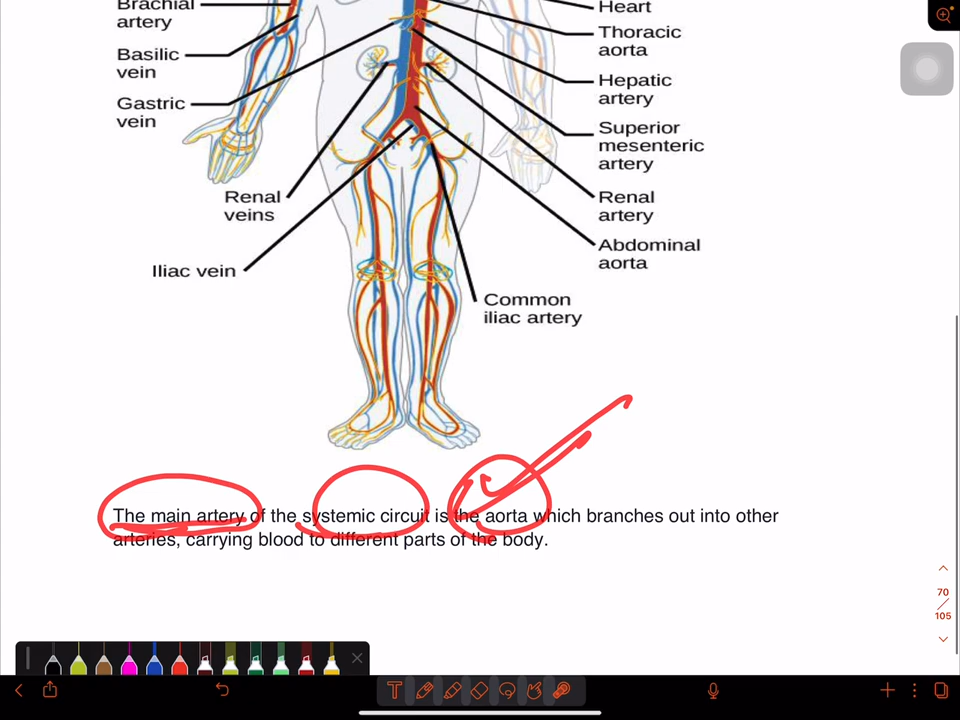 Brachial
artery
Basilic
vein
Gastric
vein
Renal
veins
Iliac vein
Heart
Thoracic
aorta
Hepatic
artery
Superior
mesenteric
artery
Renal
artery
Abdominal
aorta
Common
iliac artery
The main artery of the systemic circuit is the aorta which branches out into other
arteries, carrying blood to different parts of the body.
70
105
T